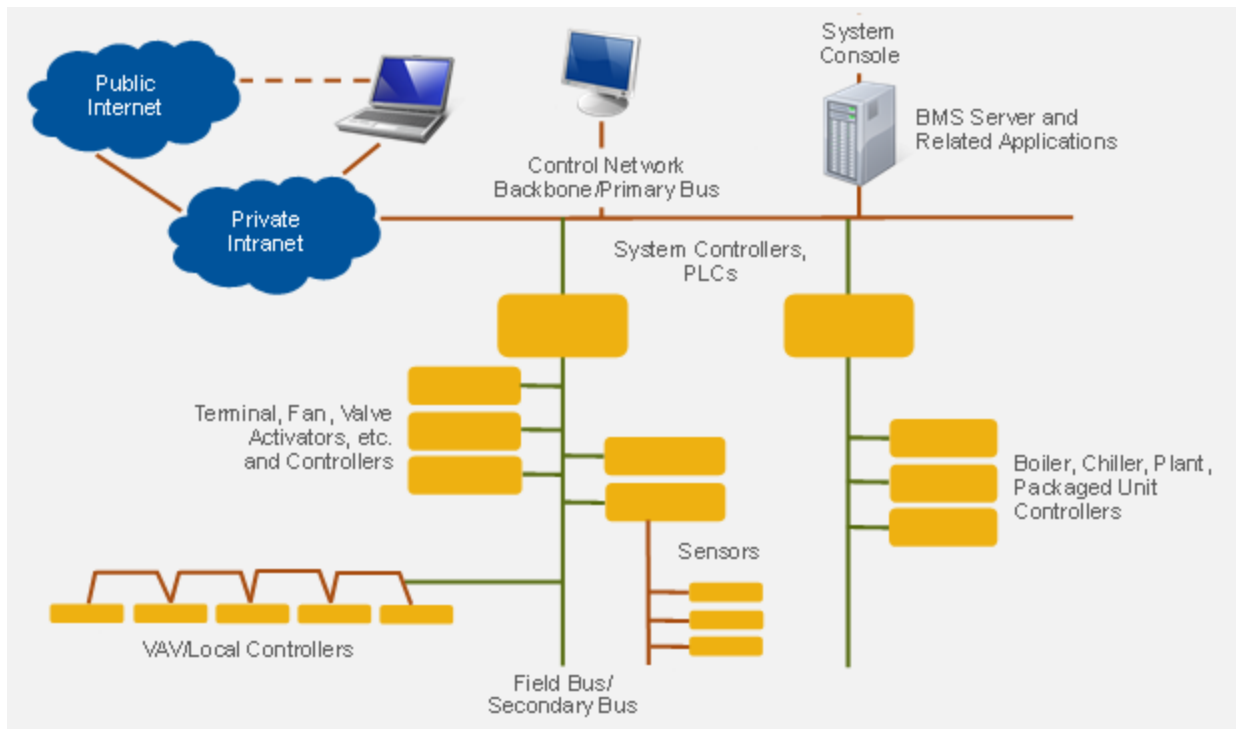 Public
Internet
System
Console
BMS Server and
Related Applications
Control Network
Backbone/Primary Bus
Private
Intranet
System Controllers,
PLCs
Terminal, Fan, Valve
Activators, etc.
and Controllers
Boiler, Chiller, Plant,
Packaged Unit
Controllers
Sensors
VAV/Local Controllers
Field Bus/
Secondary Bus